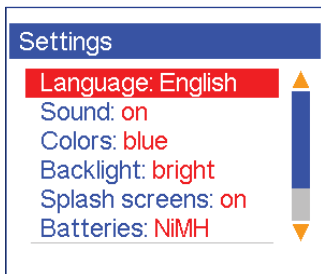 Settings
Language: English
Sound: on
Colors: blue
Backlight: bright
Splash screens: on
Batteries: NiMH